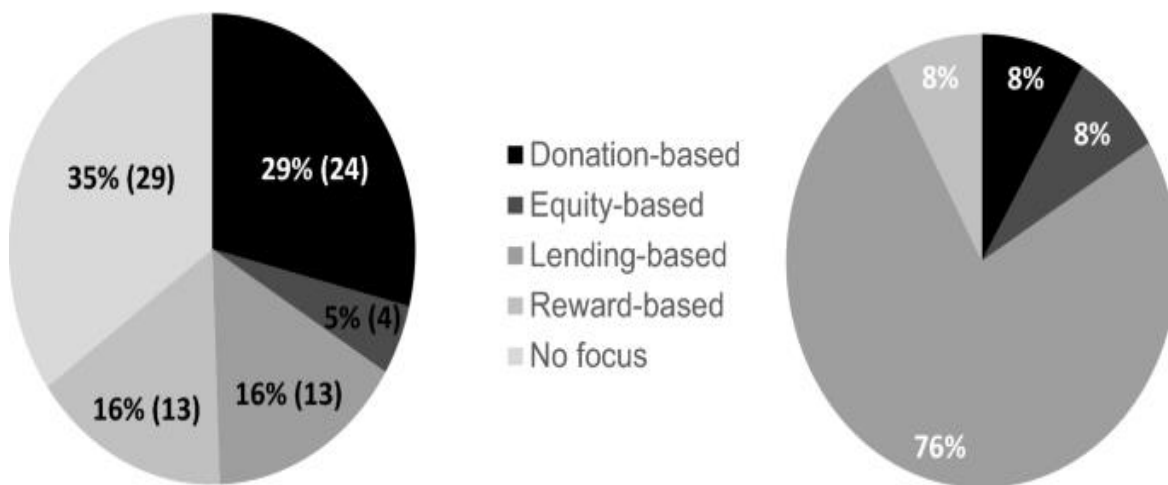 35% (29)
29% (24)
5% (4)
16% (13)
16% (13)
Donation-based
Equity-based
Lending-based
Reward-based
No focus
8%
8%
8%
76%